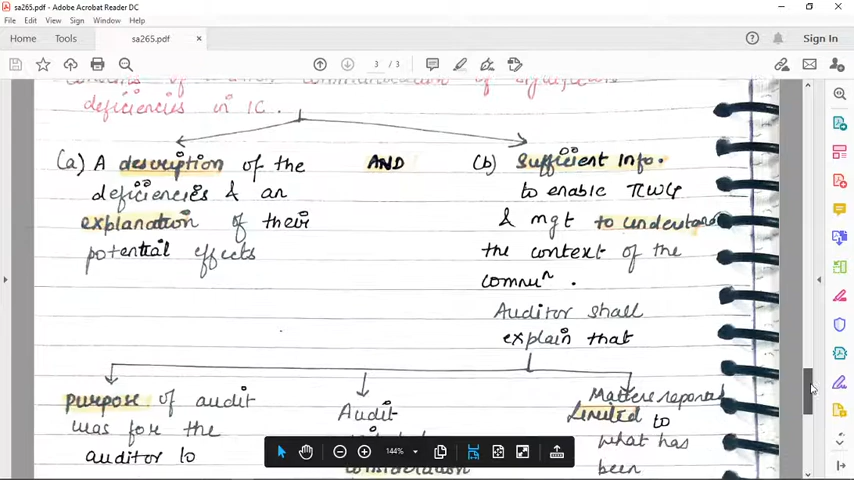 sa265.pdf - Adobe Acrobat Reader DC
File Edit View Sign Window Help
Home Tools sa265.pdf × Sign In
3 / 3
deficiencies in IC.
(a) A description of the
deficiencies & an
explanation of their
potential effects
AND
(b) Sufficient Info.
to enable TCWG
& mgt to understand
the context of the
commun.
Auditor shall
explain that
purpose of audit
was for the
auditor to
Audit
consideration
Matters reported
Limited to
what has
been
144%